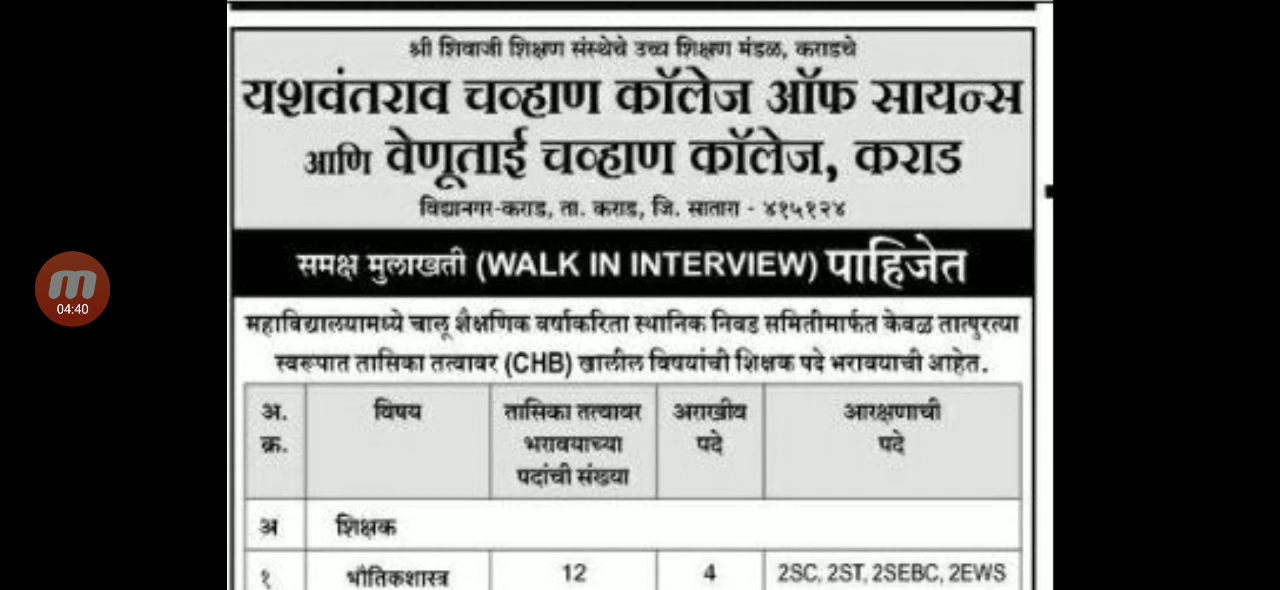 श्री शिवाजी शिक्षण संस्थेचे उच्च शिक्षण मंडळ, कराडचे
यशवंतराव चव्हाण कॉलेज ऑफ सायन्स
आणि वेणूताई चव्हाण कॉलेज, कराड
विद्यानगर-कराड, ता. कराड, जि. सातारा - ४१५१२४
समक्ष मुलाखती (WALK IN INTERVIEW) पाहिजेत
04:40
महाविद्यालयामध्ये चालू शैक्षणिक वर्षाकरिता स्थानिक निवड समितीमार्फत केवळ तात्पुरत्या
स्वरूपात तासिका तत्वावर (CHB) खालील विषयांची शिक्षक पदे भरावयाची आहेत.
अ. विषय तासिका तत्वावर अराखीव आरक्षणाची
क्र. भरावयाच्या पदे पदे
पदांची संख्या
अ शिक्षक
१ भौतिकशास्त्र 12 4 2SC, 2ST, 2SEBC, 2EWS